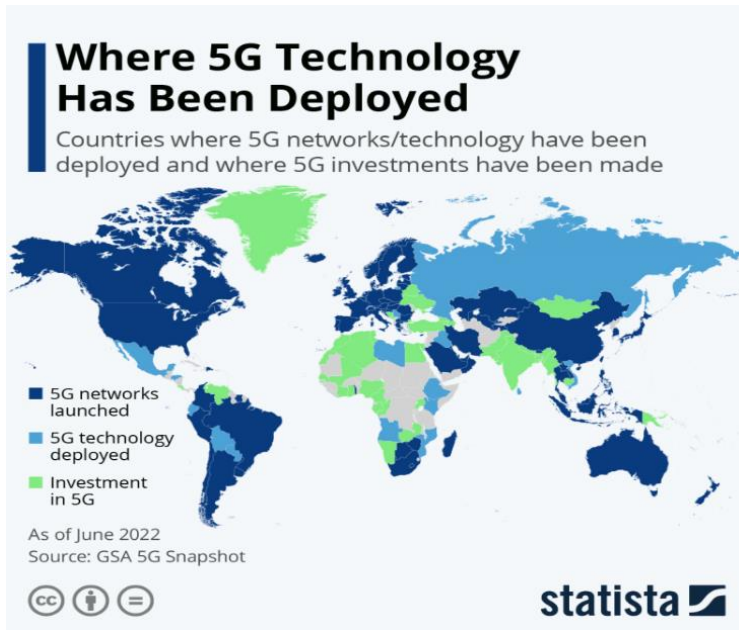 Where 5G Technology
Has Been Deployed
Countries where 5G networks/technology have been
deployed and where 5G investments have been made
5G networks
launched
5G technology
deployed
Investment
in 5G
As of June 2022
Source: GSA 5G Snapshot
cc
statista